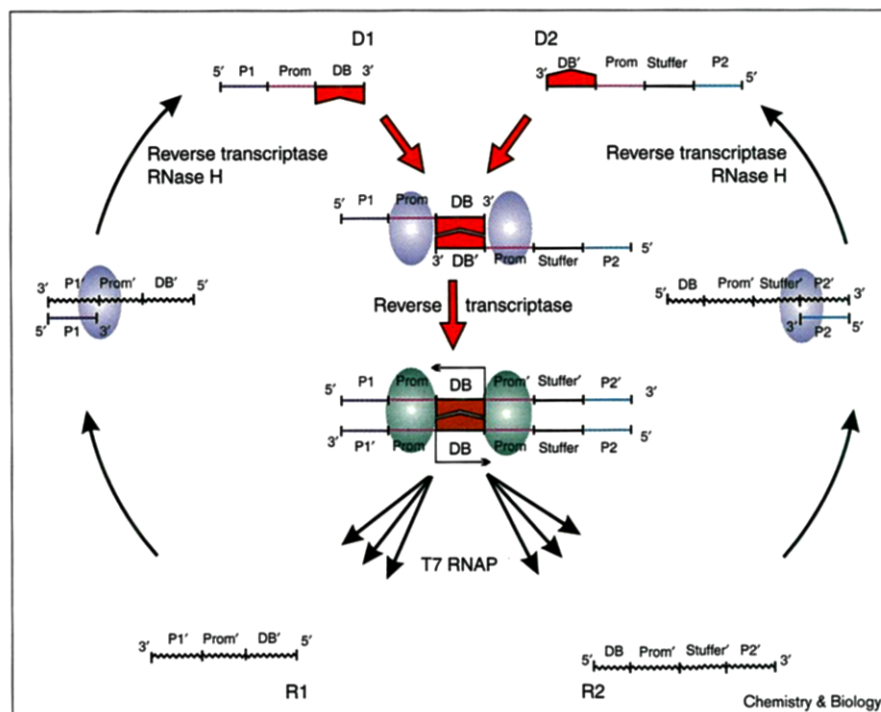 D1 D2
5′ P1 Prom DB 3′
3′ DB′ Prom Stuffer P2 5′
Reverse transcriptase
RNase H
Reverse transcriptase
RNase H
5′ P1 Prom DB 3′
3′ DB′ Prom Stuffer P2 5′
3′ P1′ Prom′ DB′ 5′
5′ P1 3′
5′ DB Prom′ Stuffer′ P2′ 3′
3′ P2 5′
Reverse transcriptase
5′ P1 Prom DB Prom′ Stuffer′ P2′ 3′
3′ P1′ Prom DB Prom Stuffer P2 5′
T7 RNAP
3′ P1′ Prom′ DB′ 5′
5′ DB Prom′ Stuffer′ P2′ 3′
R1 R2
Chemistry & Biology